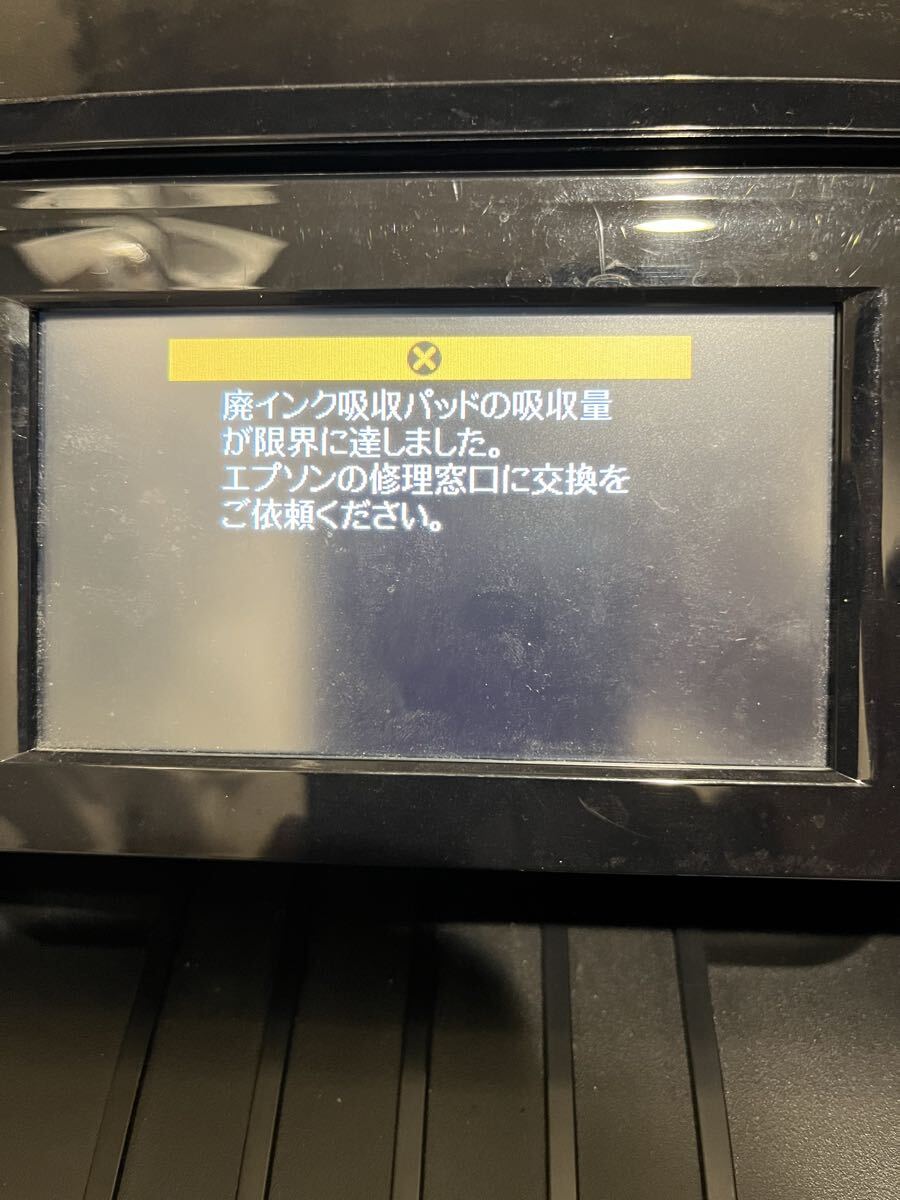 廃インク吸収パッドの吸収量
が限界に達しました。
エプソンの修理窓口に交換を
ご依頼ください。